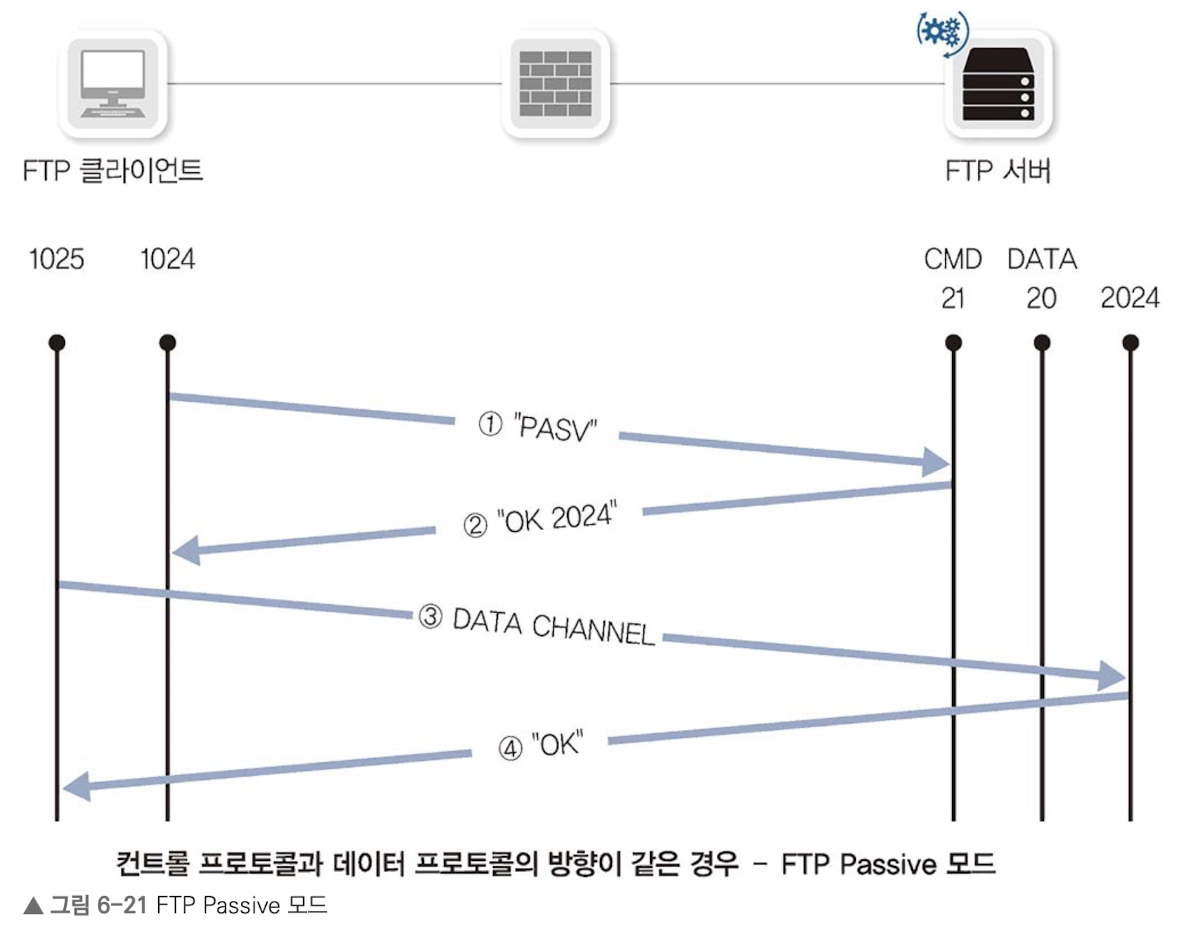 FTP 클라이언트
FTP 서버
1025
1024
CMD
21
DATA
20
2024
① "PASV"
② "OK 2024"
③ DATA CHANNEL
④ "OK"
컨트롤 프로토콜과 데이터 프로토콜의 방향이 같은 경우 – FTP Passive 모드
▲ 그림 6-21 FTP Passive 모드